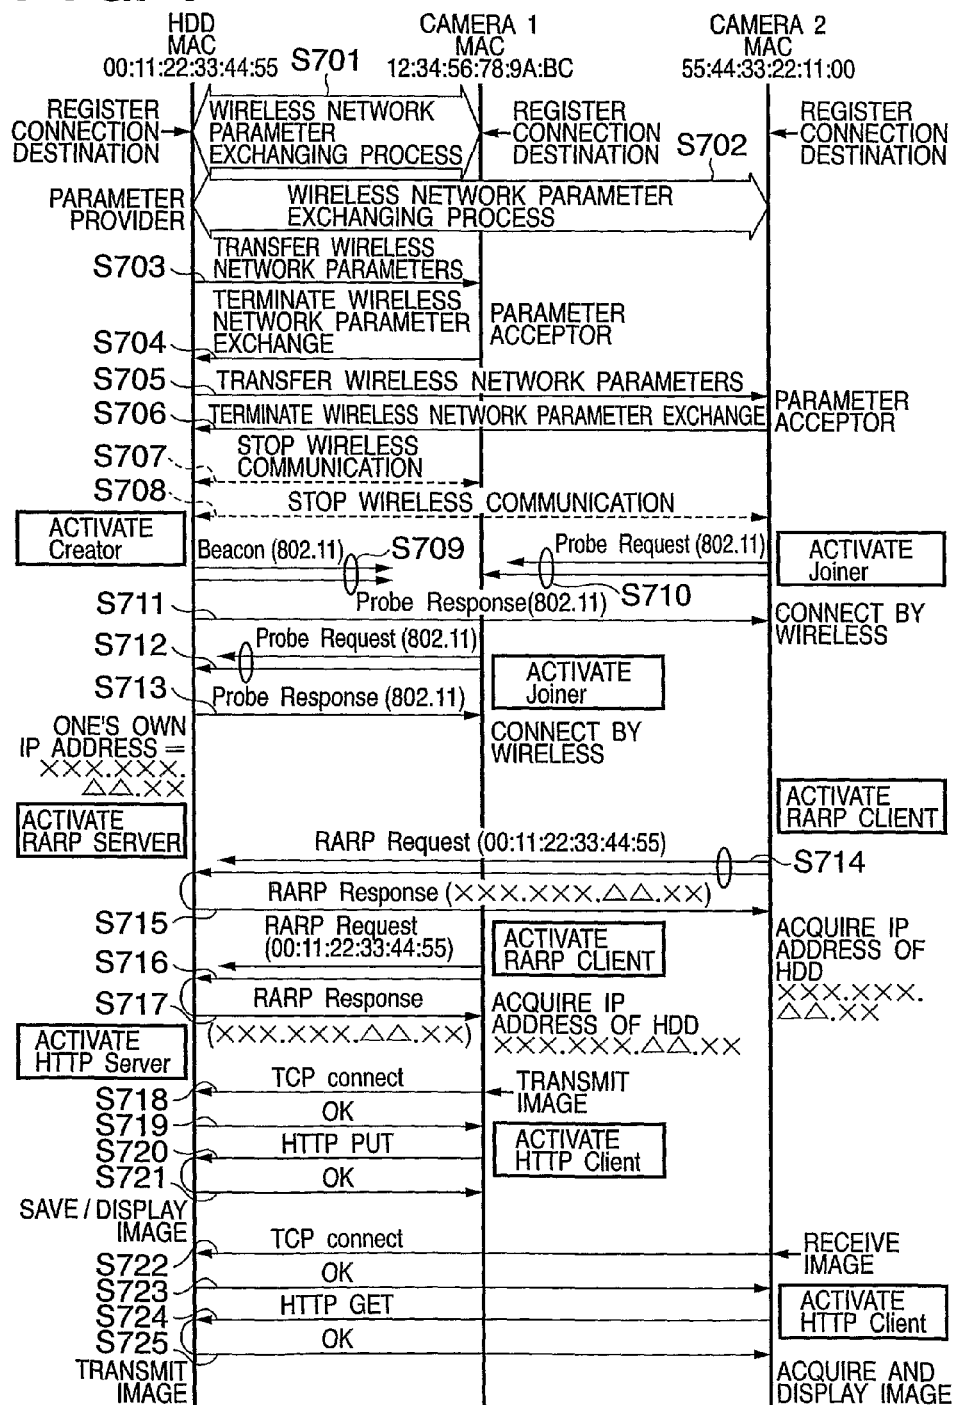 HDD
MAC
00:11:22:33:44:55
CAMERA 1
MAC
12:34:56:78:9A:BC
CAMERA 2
MAC
55:44:33:22:11:00
S701
REGISTER
CONNECTION
DESTINATION
WIRELESS NETWORK
PARAMETER
EXCHANGING PROCESS
REGISTER
CONNECTION
DESTINATION
REGISTER
CONNECTION
DESTINATION
S702
PARAMETER
PROVIDER
WIRELESS NETWORK PARAMETER
EXCHANGING PROCESS
S703
TRANSFER WIRELESS
NETWORK PARAMETERS
S704
TERMINATE WIRELESS
NETWORK PARAMETER
EXCHANGE
PARAMETER
ACCEPTOR
S705
TRANSFER WIRELESS NETWORK PARAMETERS
S706
TERMINATE WIRELESS NETWORK PARAMETER EXCHANGE
PARAMETER
ACCEPTOR
S707
STOP WIRELESS
COMMUNICATION
S708
STOP WIRELESS COMMUNICATION
ACTIVATE
Creator
Beacon (802.11)
S709
Probe Request (802.11)
S710
ACTIVATE
Joiner
S711
Probe Response(802.11)
CONNECT BY
WIRELESS
S712
Probe Request (802.11)
ACTIVATE
Joiner
S713
Probe Response (802.11)
CONNECT BY
WIRELESS
ONE'S OWN
IP ADDRESS =
×××.×××.
△△.××
ACTIVATE
RARP SERVER
ACTIVATE
RARP CLIENT
RARP Request (00:11:22:33:44:55)
S714
RARP Response (×××.×××.△△.××)
S715
ACQUIRE IP
ADDRESS OF
HDD
×××.×××.
△△.××
RARP Request
(00:11:22:33:44:55)
S716
ACTIVATE
RARP CLIENT
S717
RARP Response
(×××.×××.△△.××)
ACQUIRE IP
ADDRESS OF HDD
×××.×××.△△.××
ACTIVATE
HTTP Server
S718
TCP connect
TRANSMIT
IMAGE
S719
OK
S720
HTTP PUT
ACTIVATE
HTTP Client
S721
OK
SAVE / DISPLAY
IMAGE
S722
TCP connect
RECEIVE
IMAGE
S723
OK
S724
HTTP GET
ACTIVATE
HTTP Client
S725
OK
TRANSMIT
IMAGE
ACQUIRE AND
DISPLAY IMAGE